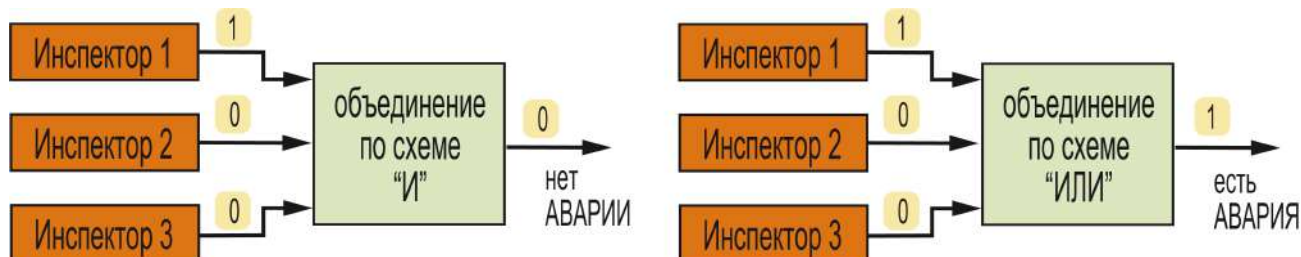 Инспектор 1
1
Инспектор 2
0
Инспектор 3
0
объединение
по схеме
“И”
0
нет
АВАРИИ
Инспектор 1
1
Инспектор 2
0
Инспектор 3
0
объединение
по схеме
“ИЛИ”
1
есть
АВАРИЯ